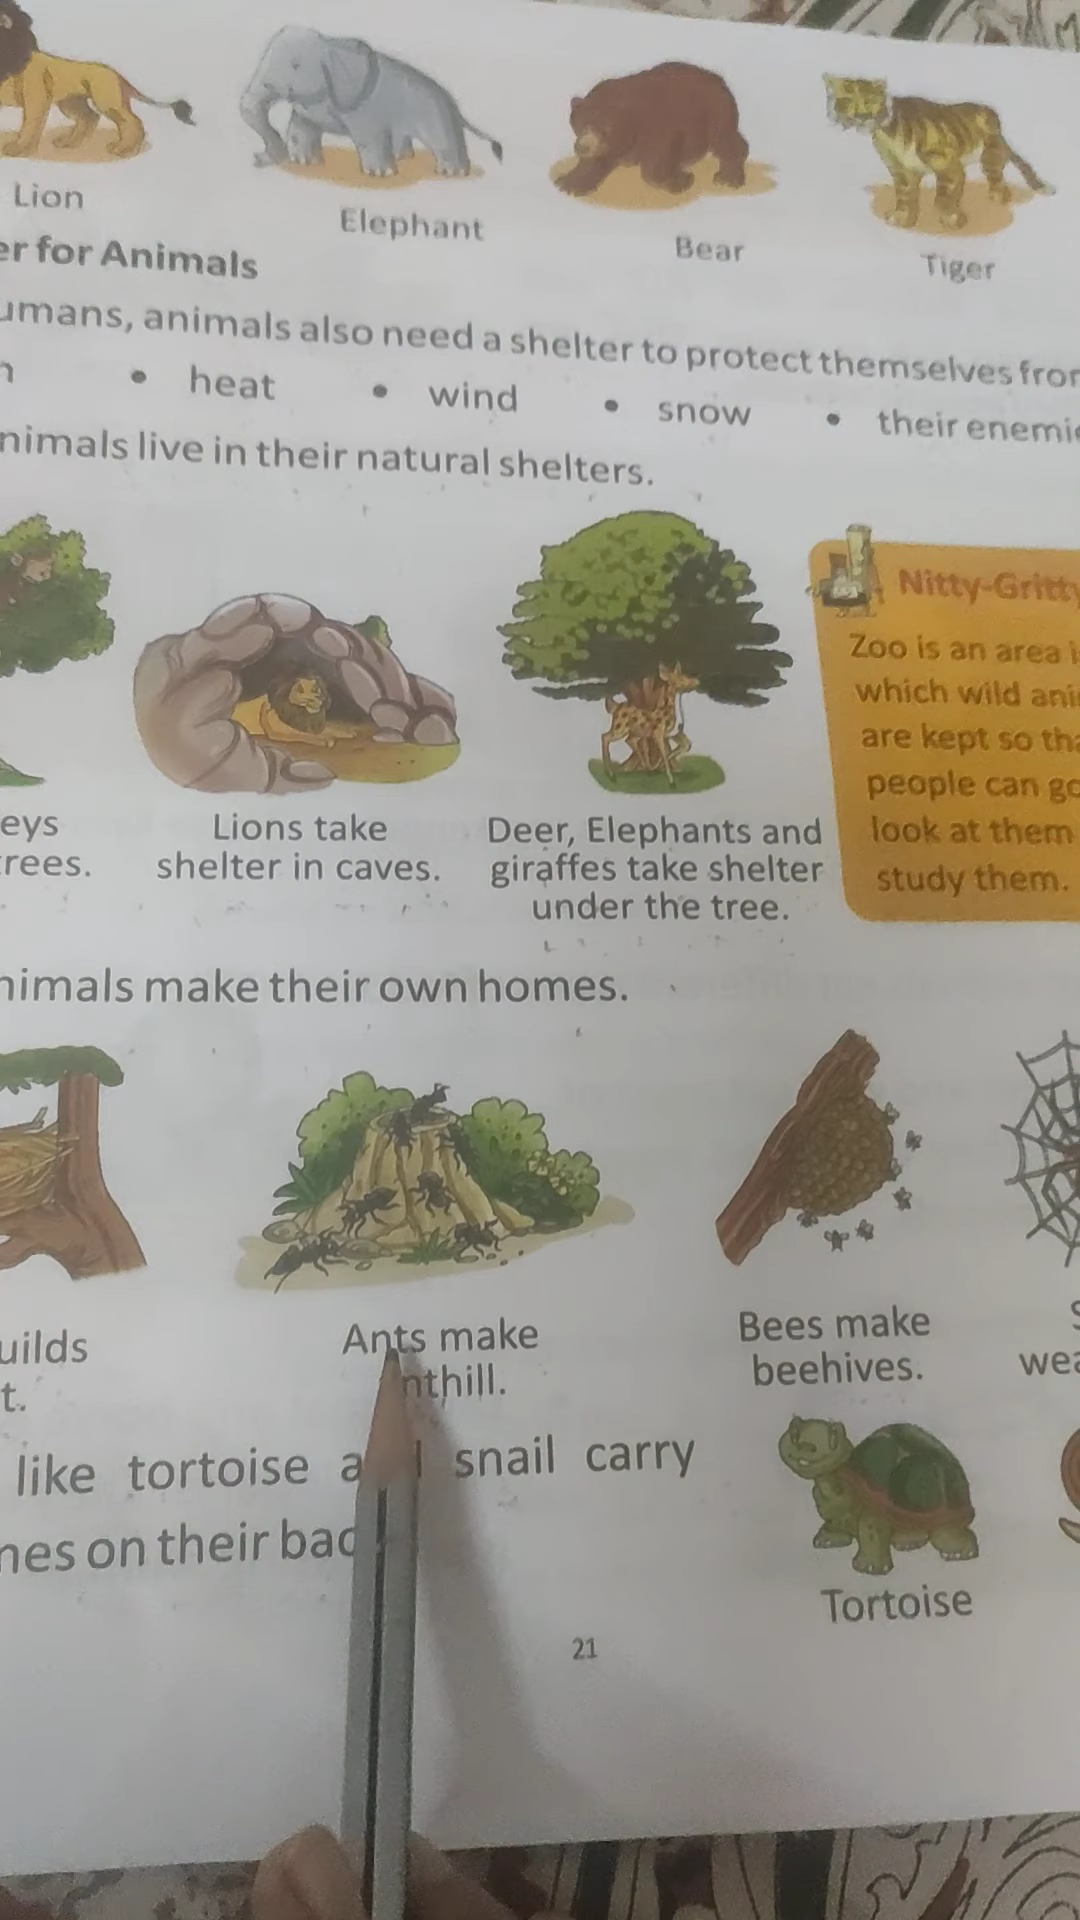 Lion
Elephant
Bear
Tiger
er for Animals
umans, animals also need a shelter to protect themselves from
• heat • wind • snow • their enemie
nimals live in their natural shelters.
Nitty-Gritty
Zoo is an area i
which wild ani
are kept so tha
people can go
look at them
study them.
eys
rees.
Lions take
shelter in caves.
Deer, Elephants and
giraffes take shelter
under the tree.
nimals make their own homes.
uilds
t.
Ants make
nthill.
Bees make
beehives.
S
wea
like tortoise a snail carry
mes on their bac
Tortoise
21